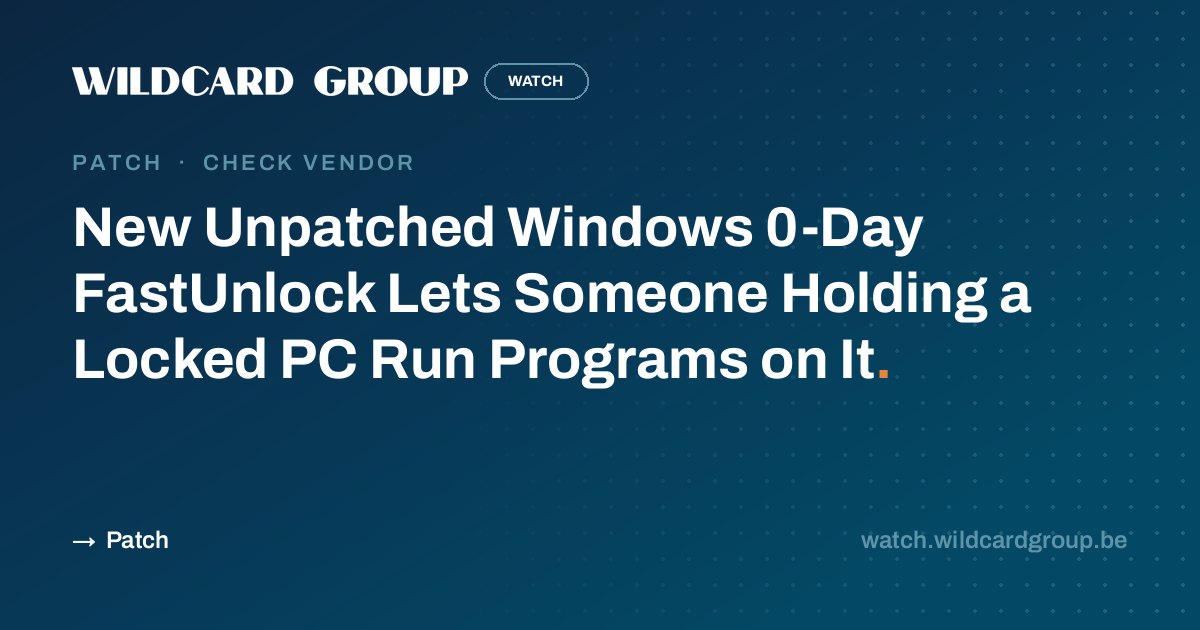 WILDCARD GROUP WATCH
PATCH · CHECK VENDOR
New Unpatched Windows 0-Day
FastUnlock Lets Someone Holding a
Locked PC Run Programs on It.
→ Patch
watch.wildcardgroup.be